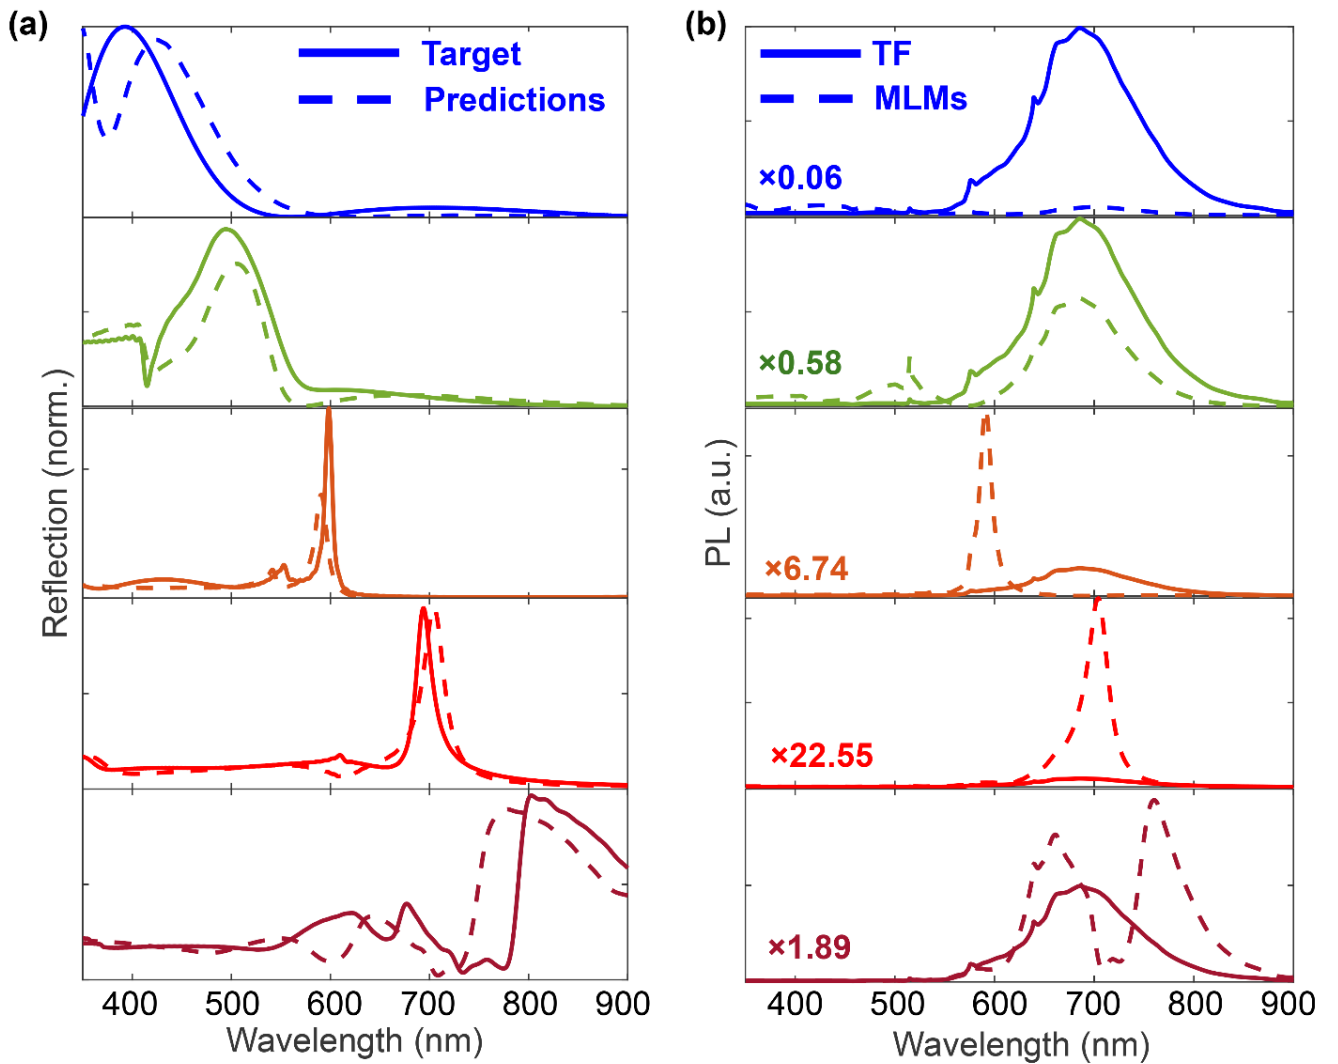 (a)
Target
Predictions
Reflection (norm.)
400 500 600 700 800 900
Wavelength (nm)
(b)
TF
MLMs
×0.06
×0.58
×6.74
×22.55
×1.89
PL (a.u.)
400 500 600 700 800 900
Wavelength (nm)